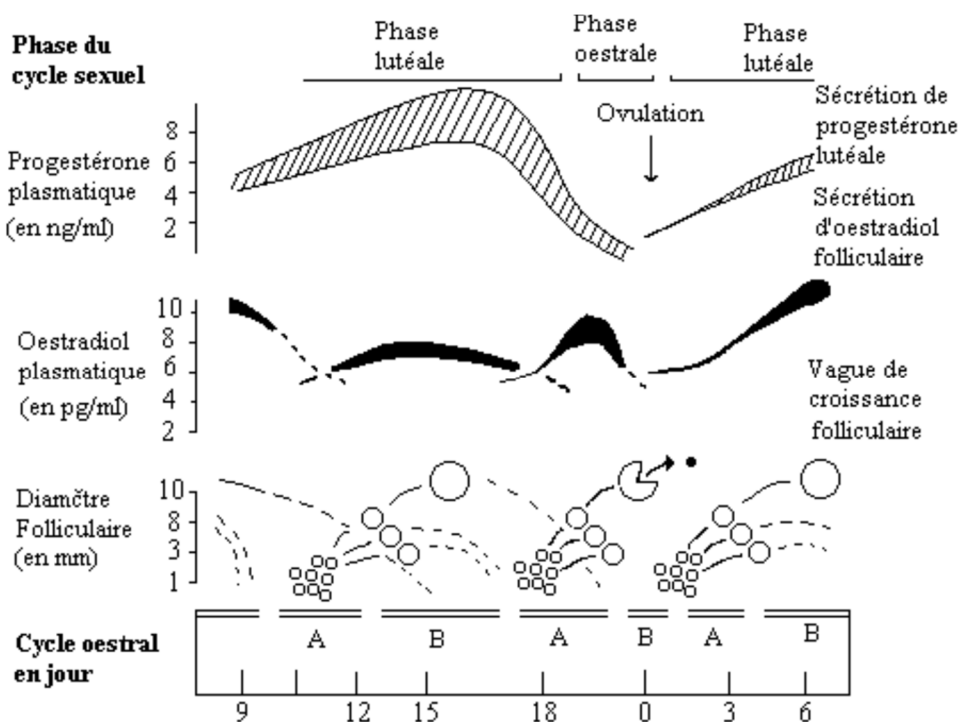 Phase du
cycle sexuel
Phase
lutéale
Phase
oestrale
Phase
lutéale
Ovulation
Progestérone
plasmatique
(en ng/ml)
8
6
4
2
Sécrétion de
progestérone
lutéale
Sécrétion
d'oestradiol
folliculaire
Oestradiol
plasmatique
(en pg/ml)
10
8
6
4
2
Vague de
croissance
folliculaire
Diamčtre
Folliculaire
(en mm)
10
8
3
1
Cycle oestral
en jour
A
B
A
B
A
B
9
12
15
18
0
3
6